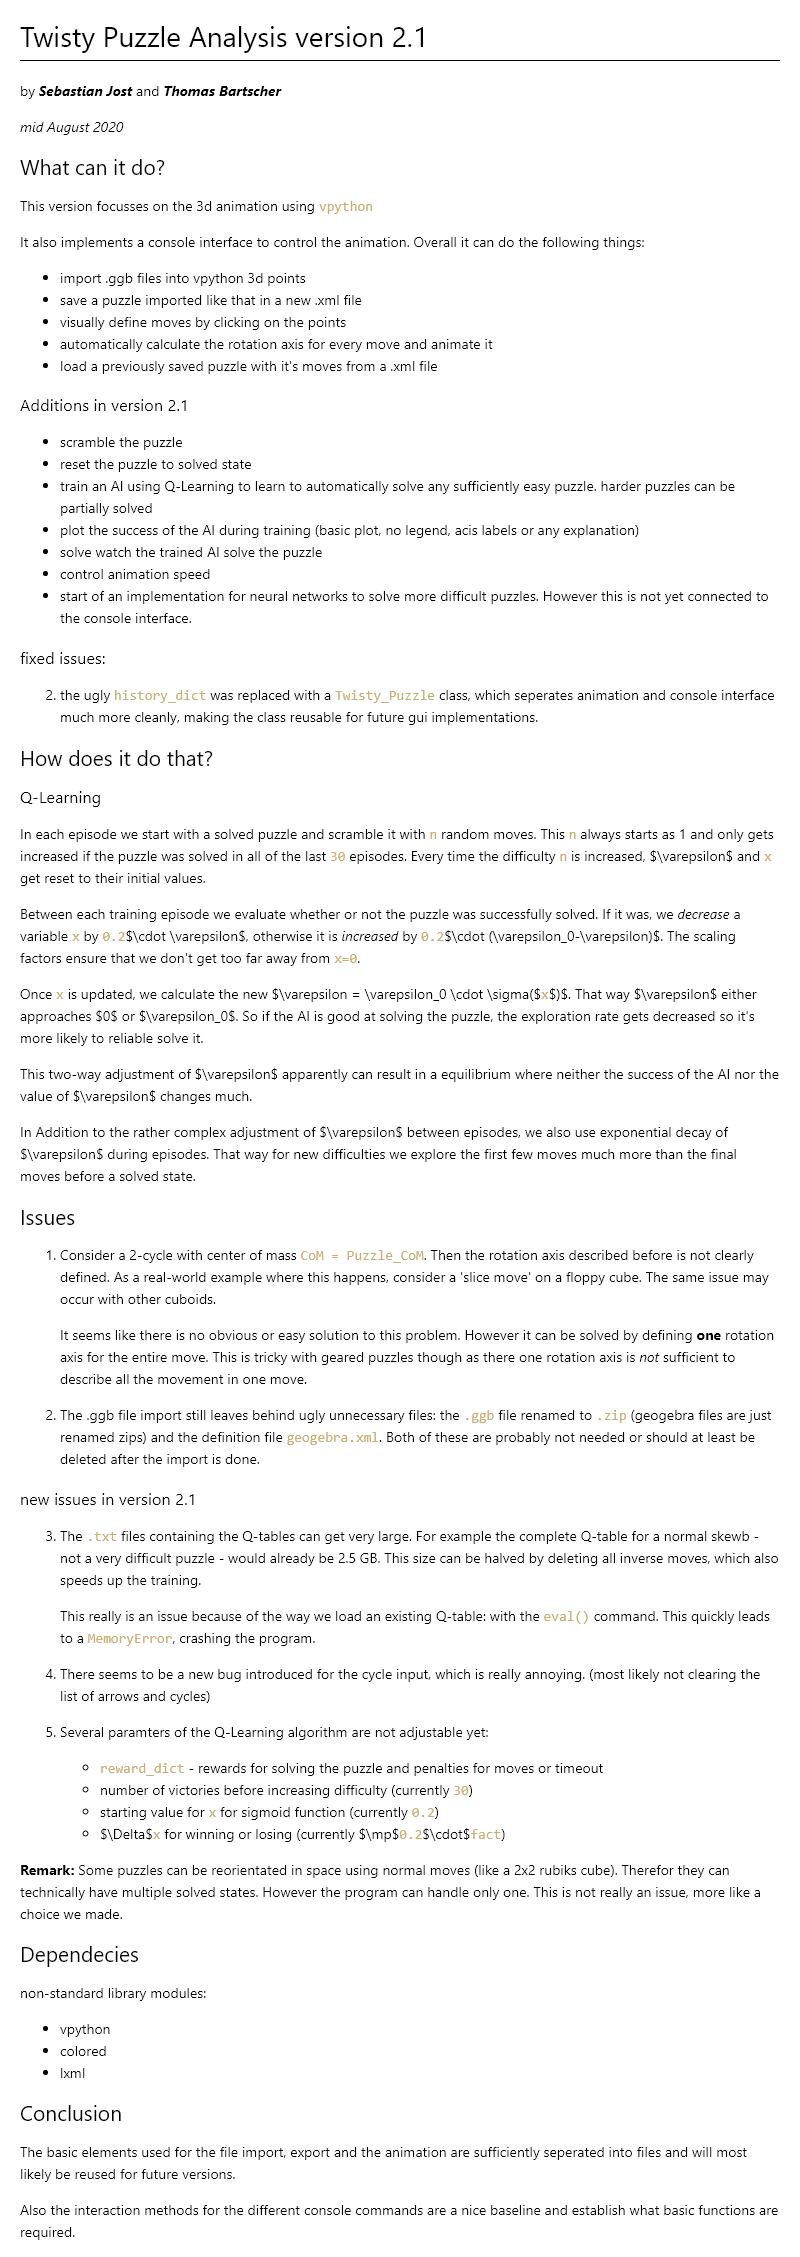 Twisty Puzzle Analysis version 2.1
by Sebastian Jost and Thomas Bartscher
mid August 2020
What can it do?
This version focusses on the 3d animation using vpython
It also implements a console interface to control the animation. Overall it can do the following things:
• import .ggb files into vpython 3d points
• save a puzzle imported like that in a new .xml file
• visually define moves by clicking on the points
• automatically calculate the rotation axis for every move and animate it
• load a previously saved puzzle with it's moves from a .xml file
Additions in version 2.1
• scramble the puzzle
• reset the puzzle to solved state
• train an AI using Q-Learning to learn to automatically solve any sufficiently easy puzzle. harder puzzles can be
partially solved
• plot the success of the AI during training (basic plot, no legend, acis labels or any explanation)
• solve watch the trained AI solve the puzzle
• control animation speed
• start of an implementation for neural networks to solve more difficult puzzles. However this is not yet connected to
the console interface.
fixed issues:
2. the ugly history_dict was replaced with a Twisty_Puzzle class, which seperates animation and console interface
much more cleanly, making the class reusable for future gui implementations.
How does it do that?
Q-Learning
In each episode we start with a solved puzzle and scramble it with n random moves. This n always starts as 1 and only gets
increased if the puzzle was solved in all of the last 30 episodes. Every time the difficulty n is increased, $\varepsilon$ and x
get reset to their initial values.
Between each training episode we evaluate whether or not the puzzle was successfully solved. If it was, we decrease a
variable x by 0.2$\cdot \varepsilon$, otherwise it is increased by 0.2$\cdot (\varepsilon_0-\varepsilon)$. The scaling
factors ensure that we don't get too far away from x=0.
Once x is updated, we calculate the new $\varepsilon = \varepsilon_0 \cdot \sigma($x$)$. That way $\varepsilon$ either
approaches $0$ or $\varepsilon_0$. So if the AI is good at solving the puzzle, the exploration rate gets decreased so it's
more likely to reliable solve it.
This two-way adjustment of $\varepsilon$ apparently can result in a equilibrium where neither the success of the AI nor the
value of $\varepsilon$ changes much.
In Addition to the rather complex adjustment of $\varepsilon$ between episodes, we also use exponential decay of
$\varepsilon$ during episodes. That way for new difficulties we explore the first few moves much more than the final
moves before a solved state.
Issues
1. Consider a 2-cycle with center of mass CoM = Puzzle_CoM. Then the rotation axis described before is not clearly
defined. As a real-world example where this happens, consider a 'slice move' on a floppy cube. The same issue may
occur with other cuboids.
It seems like there is no obvious or easy solution to this problem. However it can be solved by defining one rotation
axis for the entire move. This is tricky with geared puzzles though as there one rotation axis is not sufficient to
describe all the movement in one move.
2. The .ggb file import still leaves behind ugly unnecessary files: the .ggb file renamed to .zip (geogebra files are just
renamed zips) and the definition file geogebra.xml. Both of these are probably not needed or should at least be
deleted after the import is done.
new issues in version 2.1
3. The .txt files containing the Q-tables can get very large. For example the complete Q-table for a normal skewb -
not a very difficult puzzle - would already be 2.5 GB. This size can be halved by deleting all inverse moves, which also
speeds up the training.
This really is an issue because of the way we load an existing Q-table: with the eval() command. This quickly leads
to a MemoryError, crashing the program.
4. There seems to be a new bug introduced for the cycle input, which is really annoying. (most likely not clearing the
list of arrows and cycles)
5. Several paramters of the Q-Learning algorithm are not adjustable yet:
◦ reward_dict - rewards for solving the puzzle and penalties for moves or timeout
◦ number of victories before increasing difficulty (currently 30)
◦ starting value for x for sigmoid function (currently 0.2)
◦ $\Delta$x for winning or losing (currently $\mp$0.2$\cdot$fact)
Remark: Some puzzles can be reorientated in space using normal moves (like a 2x2 rubiks cube). Therefor they can
technically have multiple solved states. However the program can handle only one. This is not really an issue, more like a
choice we made.
Dependecies
non-standard library modules:
• vpython
• colored
• lxml
Conclusion
The basic elements used for the file import, export and the animation are sufficiently seperated into files and will most
likely be reused for future versions.
Also the interaction methods for the different console commands are a nice baseline and establish what basic functions are
required.